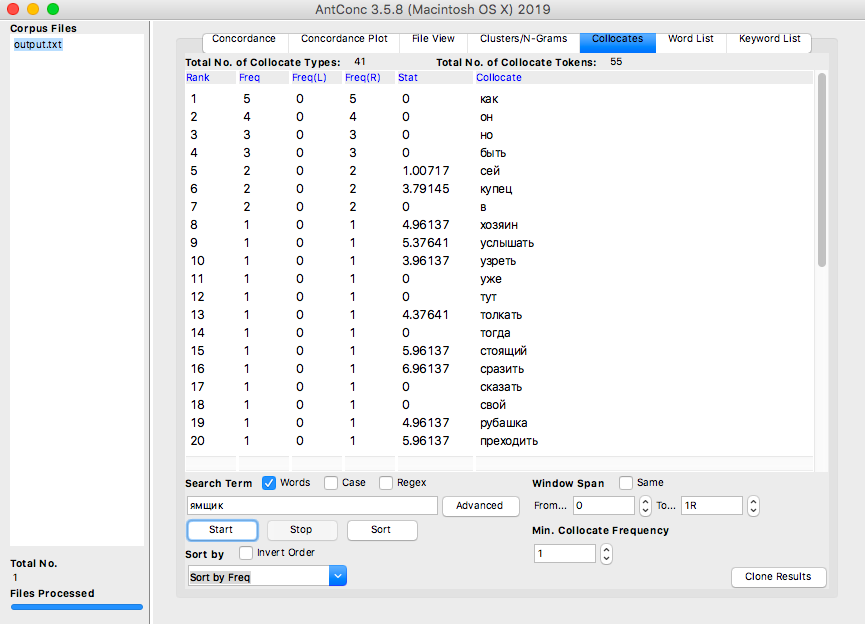 AntConc 3.5.8 (Macintosh OS X) 2019
Corpus Files
output.txt
Concordance Concordance Plot File View Clusters/N-Grams Collocates Word List Keyword List
Total No. of Collocate Types: 41 Total No. of Collocate Tokens: 55
Rank Freq Freq(L) Freq(R) Stat Collocate
1 5 0 5 0 как
2 4 0 4 0 он
3 3 0 3 0 но
4 3 0 3 0 быть
5 2 0 2 1.00717 сей
6 2 0 2 3.79145 купец
7 2 0 2 0 в
8 1 0 1 4.96137 хозяин
9 1 0 1 5.37641 услышать
10 1 0 1 3.96137 узреть
11 1 0 1 0 уже
12 1 0 1 0 тут
13 1 0 1 4.37641 толкать
14 1 0 1 0 тогда
15 1 0 1 5.96137 стоящий
16 1 0 1 6.96137 сразить
17 1 0 1 0 сказать
18 1 0 1 0 свой
19 1 0 1 4.96137 рубашка
20 1 0 1 5.96137 преходить
Search Term Words Case Regex Window Span Same
ямщик Advanced From... 0 To... 1R
Start Stop Sort Min. Collocate Frequency
Sort by Invert Order 1
Sort by Freq Clone Results
Total No.
1
Files Processed